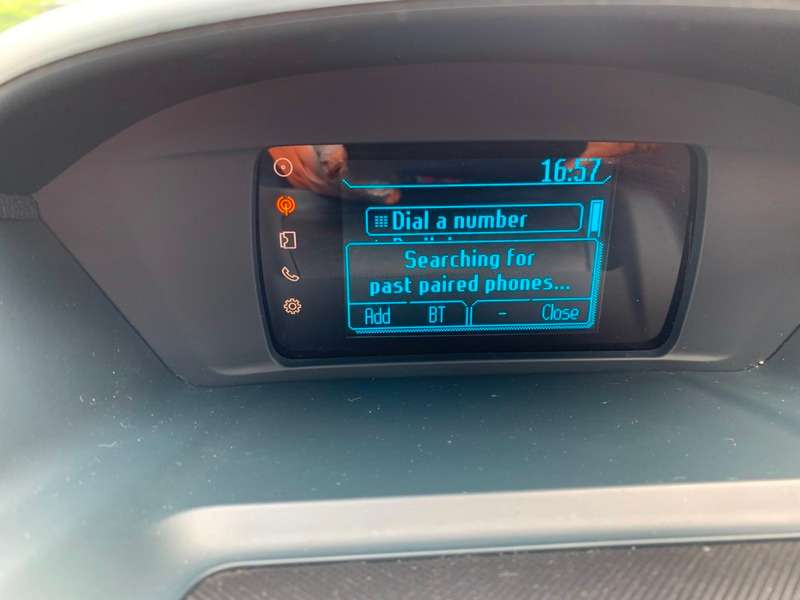 16:57
Dial a number
Searching for
past paired phones...
Add BT - Close